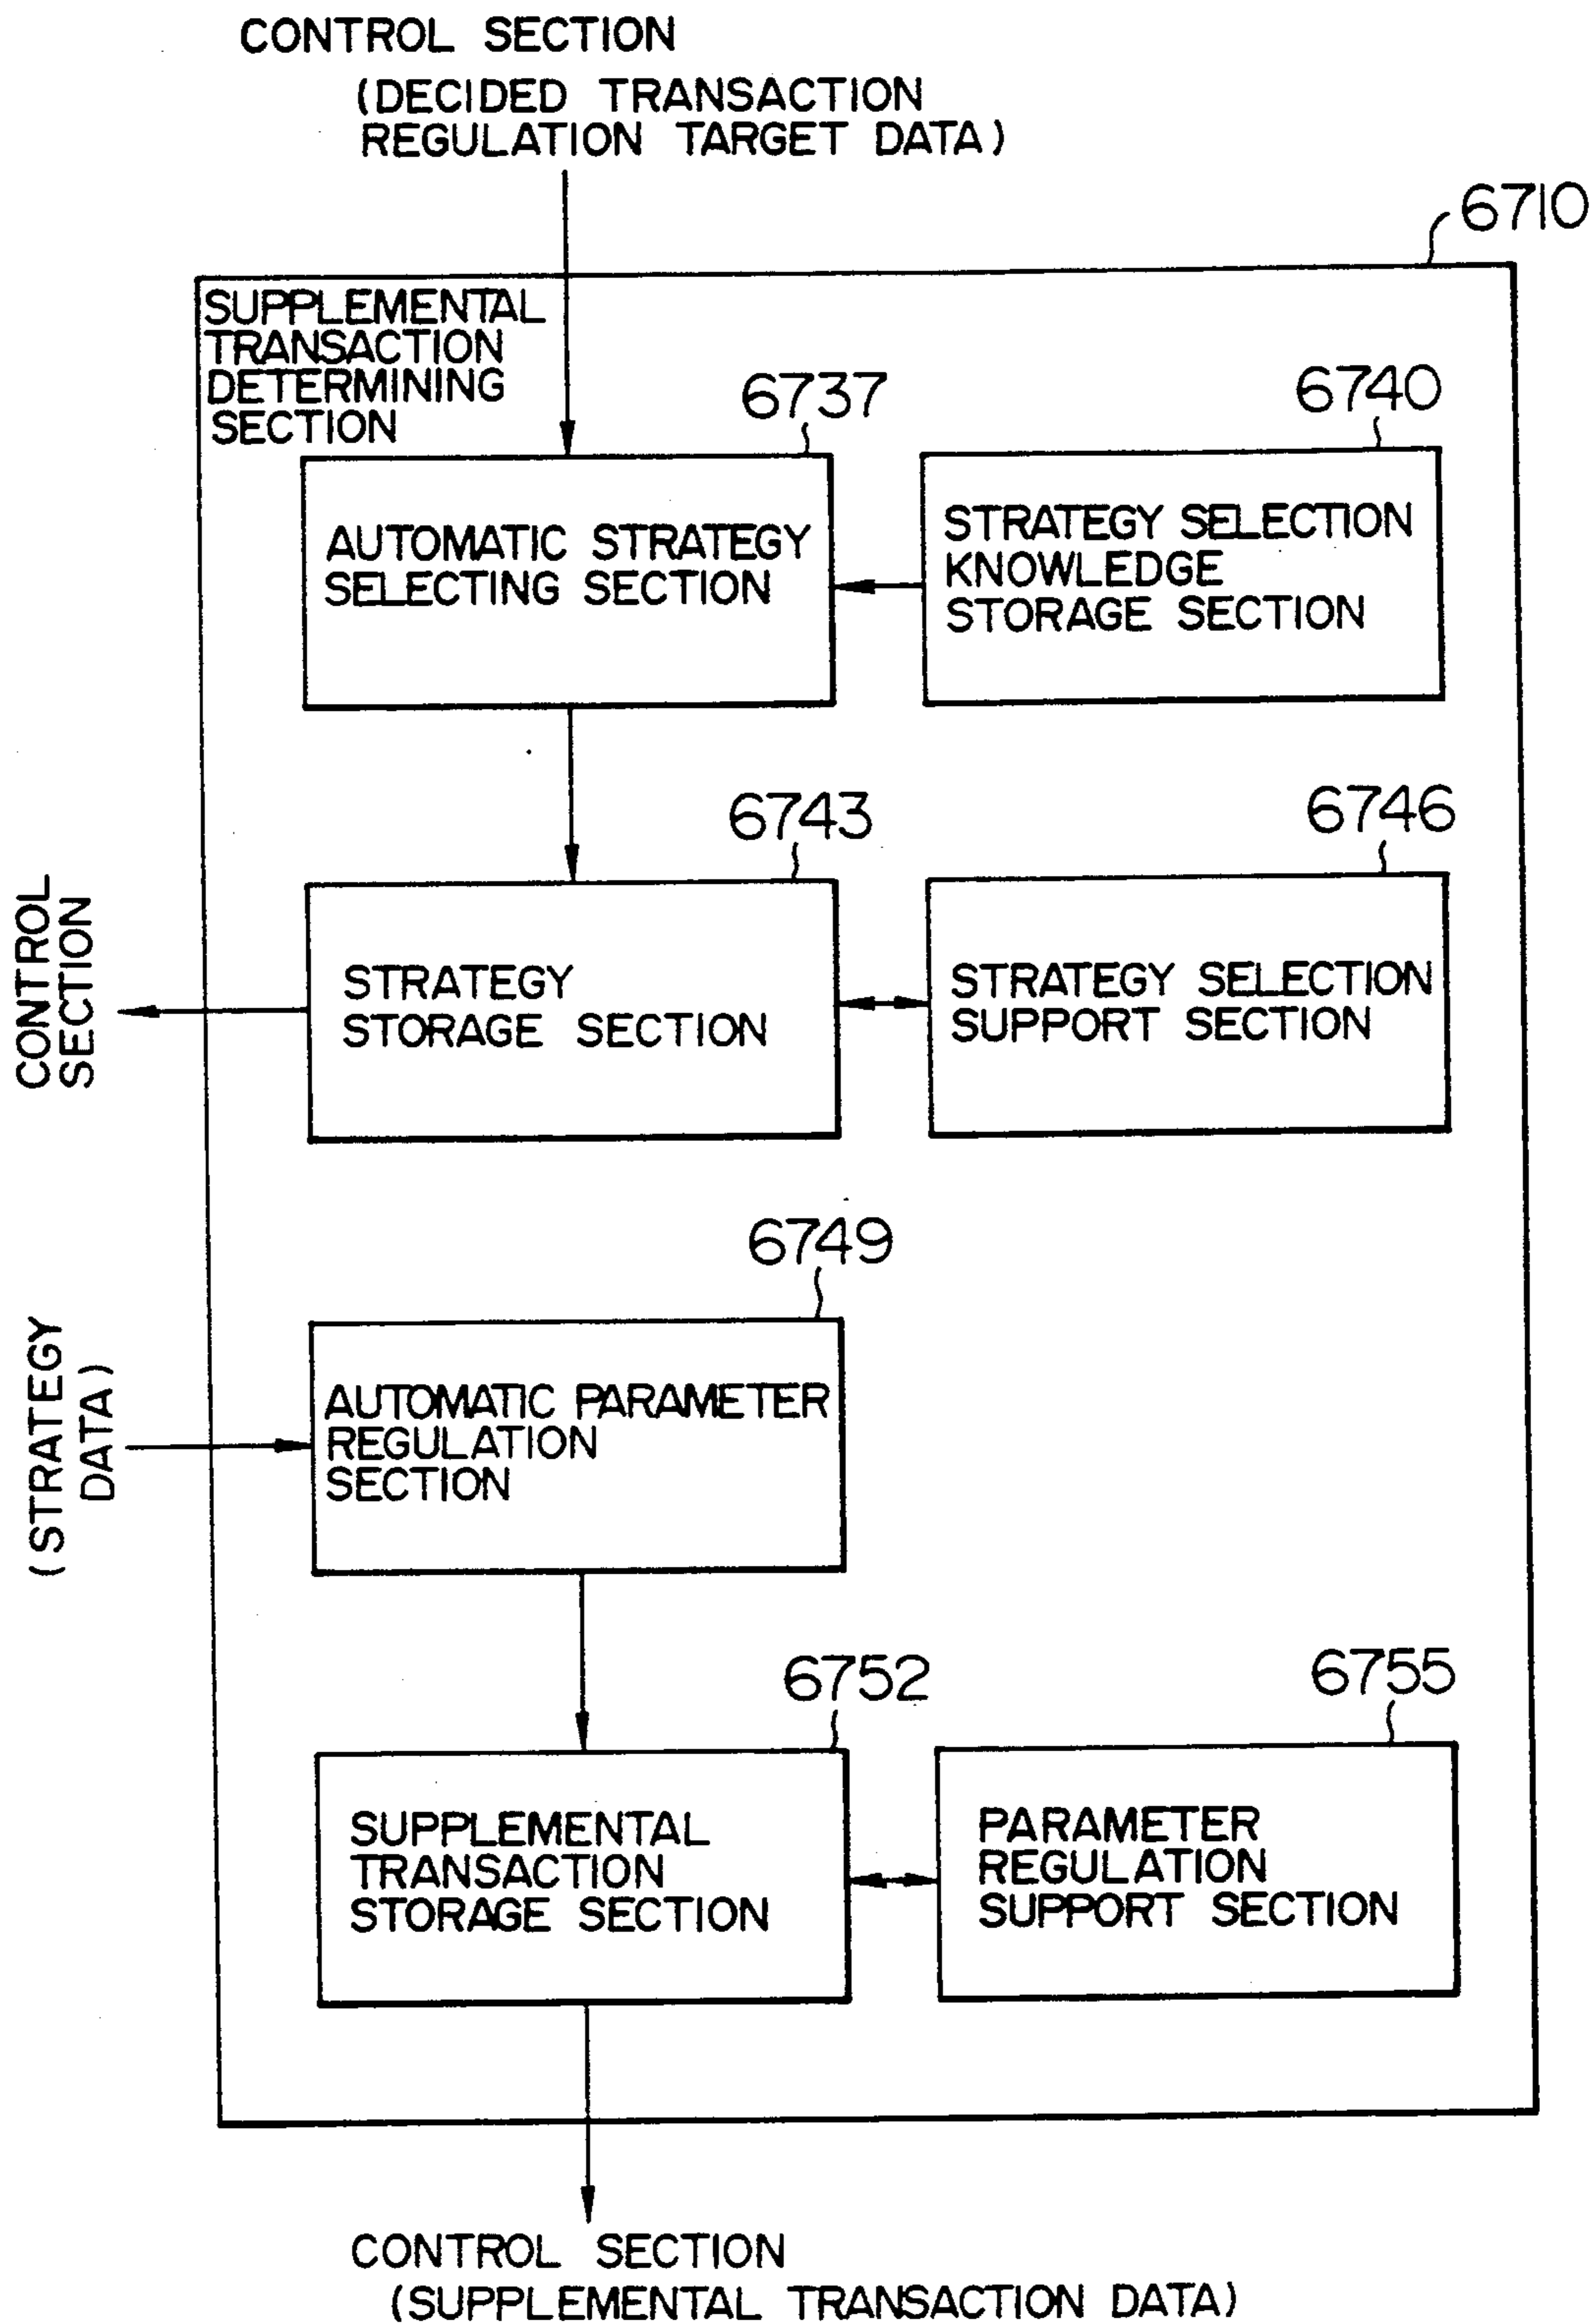 CONTROL SECTION
(DECIDED TRANSACTION
REGULATION TARGET DATA)
6710
SUPPLEMENTAL
TRANSACTION
DETERMINING
SECTION
6737
6740
AUTOMATIC STRATEGY
SELECTING SECTION
STRATEGY SELECTION
KNOWLEDGE
STORAGE SECTION
6743
6746
CONTROL
SECTION
STRATEGY
STORAGE SECTION
STRATEGY SELECTION
SUPPORT SECTION
6749
(STRATEGY
DATA)
AUTOMATIC PARAMETER
REGULATION
SECTION
6752
6755
SUPPLEMENTAL
TRANSACTION
STORAGE SECTION
PARAMETER
REGULATION
SUPPORT SECTION
CONTROL SECTION
(SUPPLEMENTAL TRANSACTION DATA)